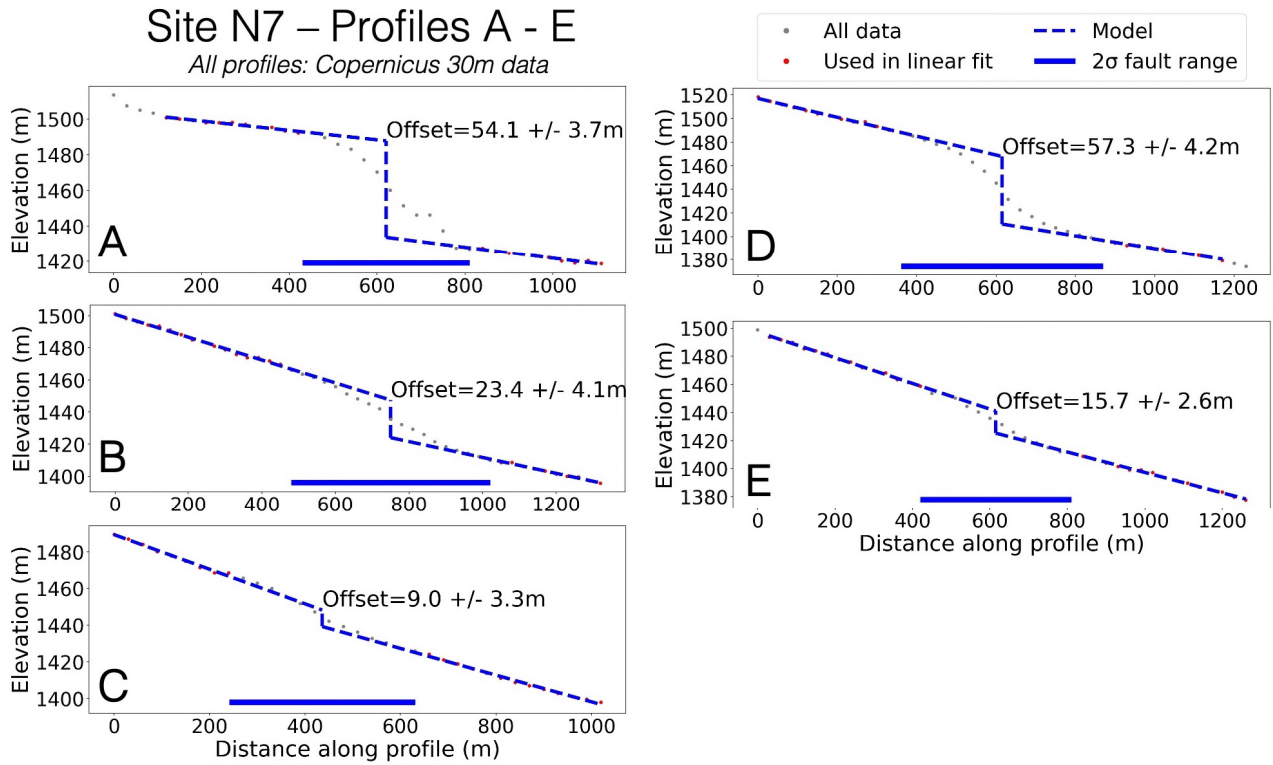 Site N7 – Profiles A - E
All profiles: Copernicus 30m data
All data
Model
Used in linear fit
2σ fault range
Elevation (m)
1500
1480
1460
1440
1420
Offset=54.1 +/- 3.7m
A
0 200 400 600 800 1000
Elevation (m)
1500
1480
1460
1440
1420
1400
Offset=23.4 +/- 4.1m
B
0 200 400 600 800 1000 1200
Elevation (m)
1480
1460
1440
1420
1400
Offset=9.0 +/- 3.3m
C
0 200 400 600 800 1000
Distance along profile (m)
Elevation (m)
1520
1500
1480
1460
1440
1420
1400
1380
Offset=57.3 +/- 4.2m
D
0 200 400 600 800 1000 1200
Elevation (m)
1500
1480
1460
1440
1420
1400
1380
Offset=15.7 +/- 2.6m
E
0 200 400 600 800 1000 1200
Distance along profile (m)